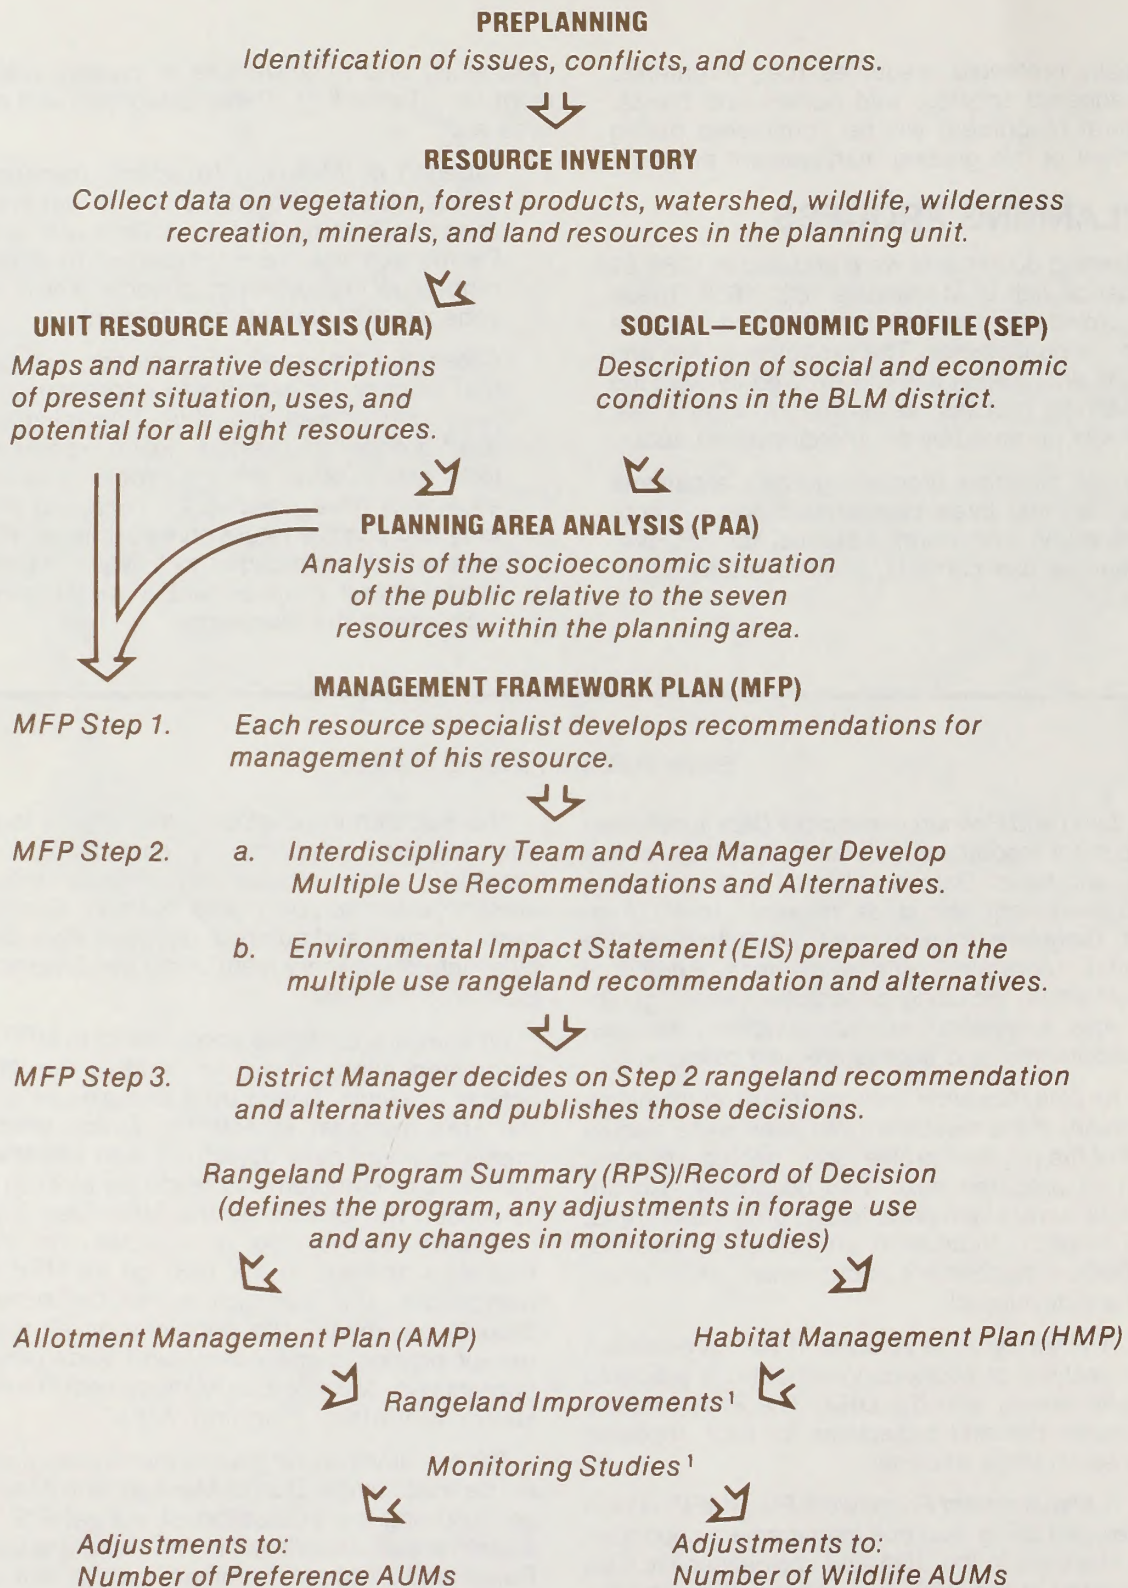 PREPLANNING
Identification of issues, conflicts, and concerns.
RESOURCE INVENTORY
Collect data on vegetation, forest products, watershed, wildlife, wilderness
recreation, minerals, and land resources in the planning unit.
UNIT RESOURCE ANALYSIS (URA)
Maps and narrative descriptions
of present situation, uses, and
potential for all eight resources.
SOCIAL—ECONOMIC PROFILE (SEP)
Description of social and economic
conditions in the BLM district.
PLANNING AREA ANALYSIS (PAA)
Analysis of the socioeconomic situation
of the public relative to the seven
resources within the planning area.
MANAGEMENT FRAMEWORK PLAN (MFP)
MFP Step 1. Each resource specialist develops recommendations for
management of his resource.
MFP Step 2. a. Interdisciplinary Team and Area Manager Develop
Multiple Use Recommendations and Alternatives.
b. Environmental Impact Statement (EIS) prepared on the
multiple use rangeland recommendation and alternatives.
MFP Step 3. District Manager decides on Step 2 rangeland recommendation
and alternatives and publishes those decisions.
Rangeland Program Summary (RPS)/Record of Decision
(defines the program, any adjustments in forage use
and any changes in monitoring studies)
Allotment Management Plan (AMP)
Habitat Management Plan (HMP)
Rangeland Improvements¹
Monitoring Studies¹
Adjustments to:
Number of Preference AUMs
Adjustments to:
Number of Wildlife AUMs